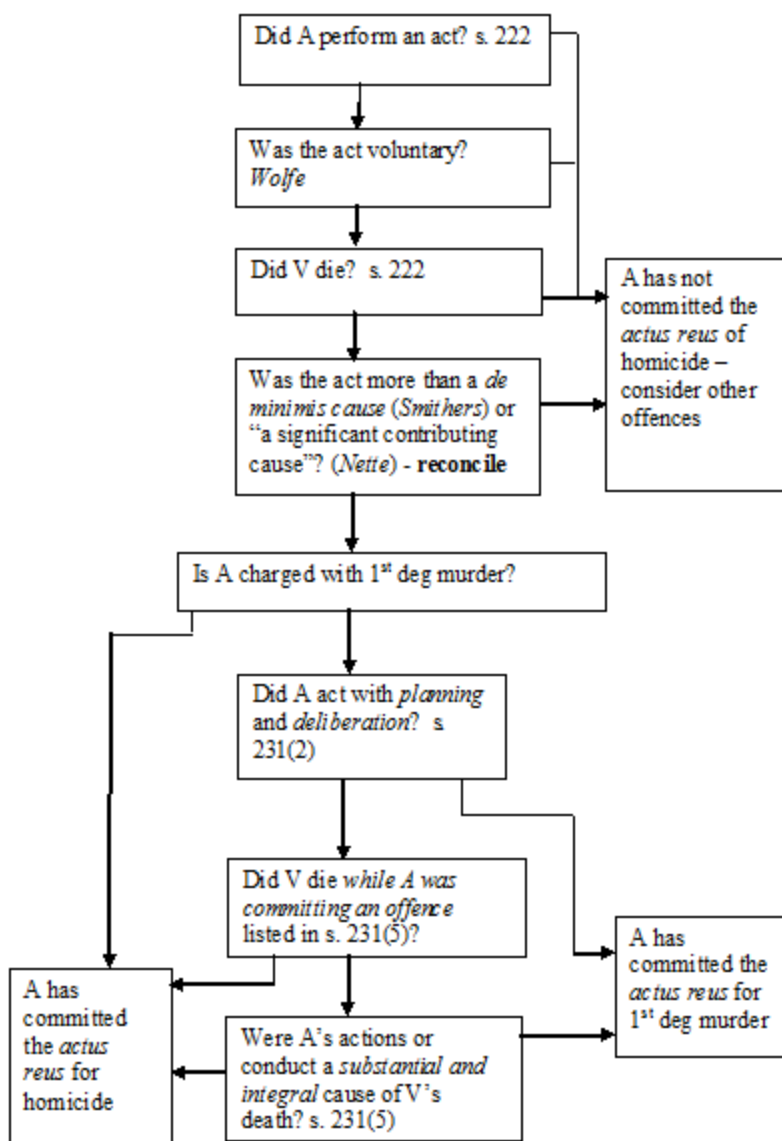 Did A perform an act? s. 222
Was the act voluntary?
Wolfe
Did V die? s. 222
A has not
committed the
actus reus of
homicide –
consider other
offences
Was the act more than a de
minimis cause (Smithers) or
“a significant contributing
cause”? (Nette) - reconcile
Is A charged with 1st deg murder?
Did A act with planning
and deliberation? s.
231(2)
Did V die while A was
committing an offence
listed in s. 231(5)?
A has
committed the
actus reus for
1st deg murder
A has
committed
the actus
reus for
homicide
Were A’s actions or
conduct a substantial and
integral cause of V’s
death? s. 231(5)